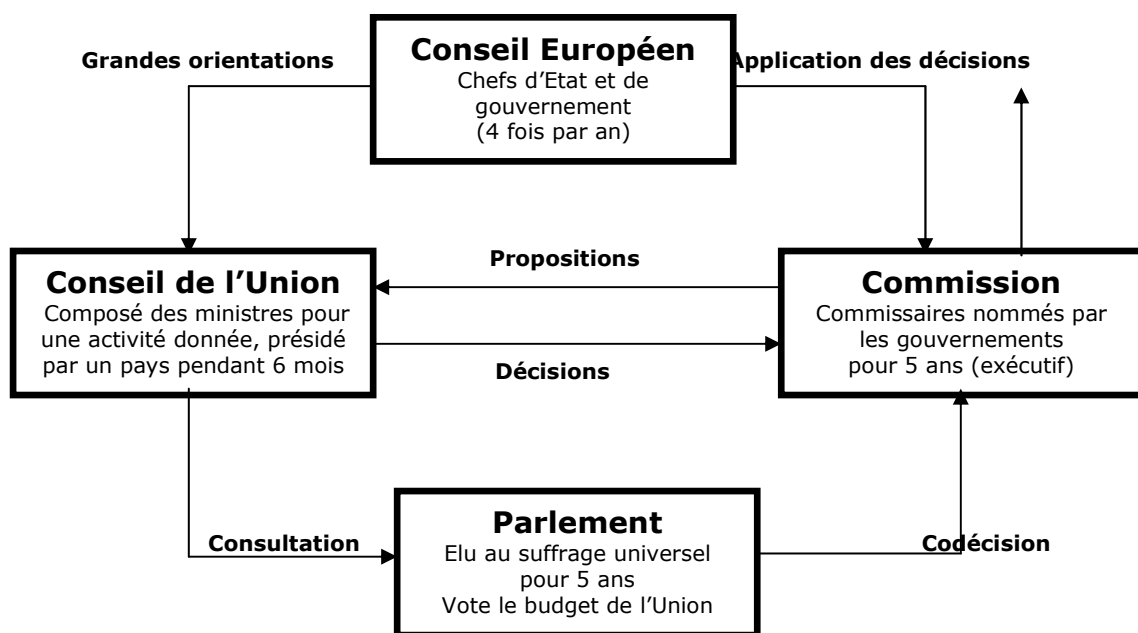 Conseil Européen
Chefs d’Etat et de
gouvernement
(4 fois par an)
Grandes orientations
Application des décisions
Conseil de l’Union
Composé des ministres pour
une activité donnée, présidé
par un pays pendant 6 mois
Propositions
Décisions
Commission
Commissaires nommés par
les gouvernements
pour 5 ans (exécutif)
Consultation
Parlement
Elu au suffrage universel
pour 5 ans
Vote le budget de l’Union
Codécision